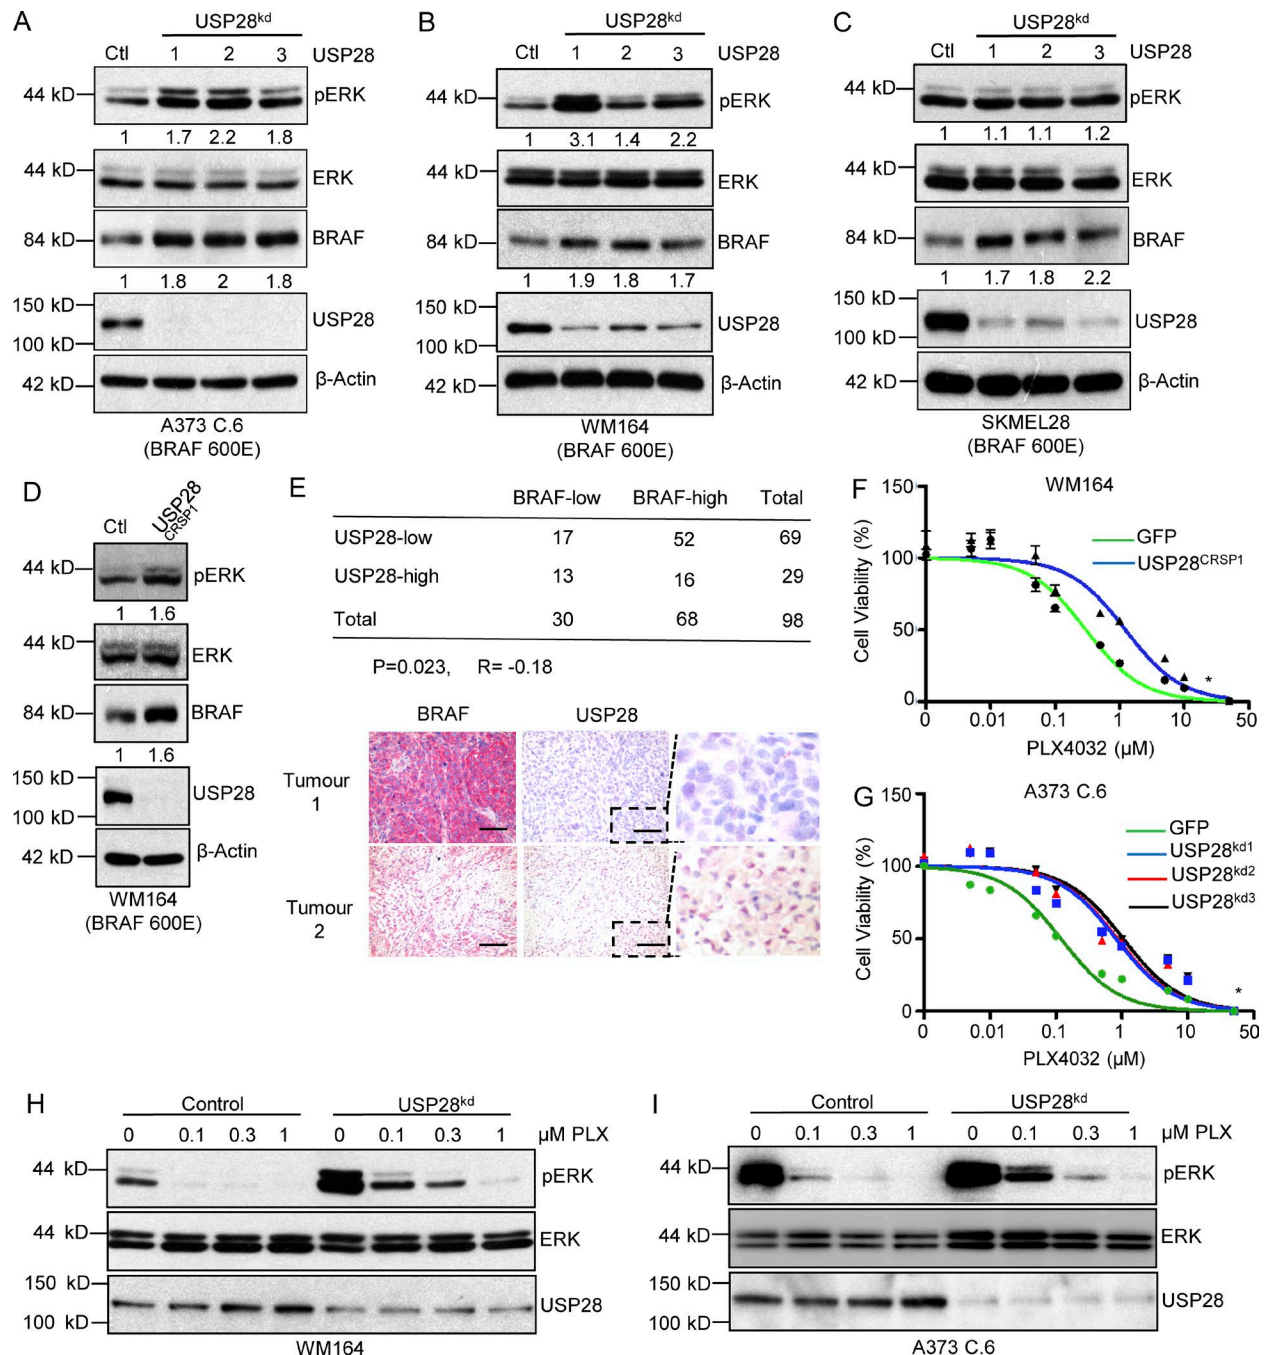 A
USP28kd
Ctl 1 2 3 USP28
44 kD pERK
1 1.7 2.2 1.8
44 kD ERK
84 kD BRAF
1 1.8 2 1.8
150 kD
USP28
100 kD
42 kD β-Actin
A373 C.6
(BRAF 600E)
B
USP28kd
Ctl 1 2 3 USP28
44 kD pERK
1 3.1 1.4 2.2
44 kD ERK
84 kD BRAF
1 1.9 1.8 1.7
150 kD
USP28
100 kD
42 kD β-Actin
WM164
(BRAF 600E)
C
USP28kd
Ctl 1 2 3 USP28
44 kD pERK
1 1.1 1.1 1.2
44 kD ERK
84 kD BRAF
1 1.7 1.8 2.2
150 kD
USP28
100 kD
42 kD β-Actin
SKMEL28
(BRAF 600E)
D
Ctl USP28 CRSP1
44 kD pERK
1 1.6
44 kD ERK
84 kD BRAF
1 1.6
150 kD
USP28
100 kD
42 kD β-Actin
WM164
(BRAF 600E)
E
BRAF-low BRAF-high Total
USP28-low 17 52 69
USP28-high 13 16 29
Total 30 68 98
P=0.023, R= -0.18
BRAF USP28
Tumour
1
Tumour
2
F
WM164
150
100
50
0
Cell Viability (%)
GFP
USP28CRSP1
*
0 0.01 0.1 1 10 50
PLX4032 (µM)
G
A373 C.6
150
100
50
0
Cell Viability (%)
GFP
USP28kd1
USP28kd2
USP28kd3
*
0 0.01 0.1 1 10 50
PLX4032 (µM)
H
Control USP28kd
0 0.1 0.3 1 0 0.1 0.3 1 µM PLX
44 kD pERK
44 kD ERK
150 kD
USP28
100 kD
WM164
I
Control USP28kd
0 0.1 0.3 1 0 0.1 0.3 1 µM PLX
44 kD pERK
44 kD ERK
150 kD
USP28
100 kD
A373 C.6